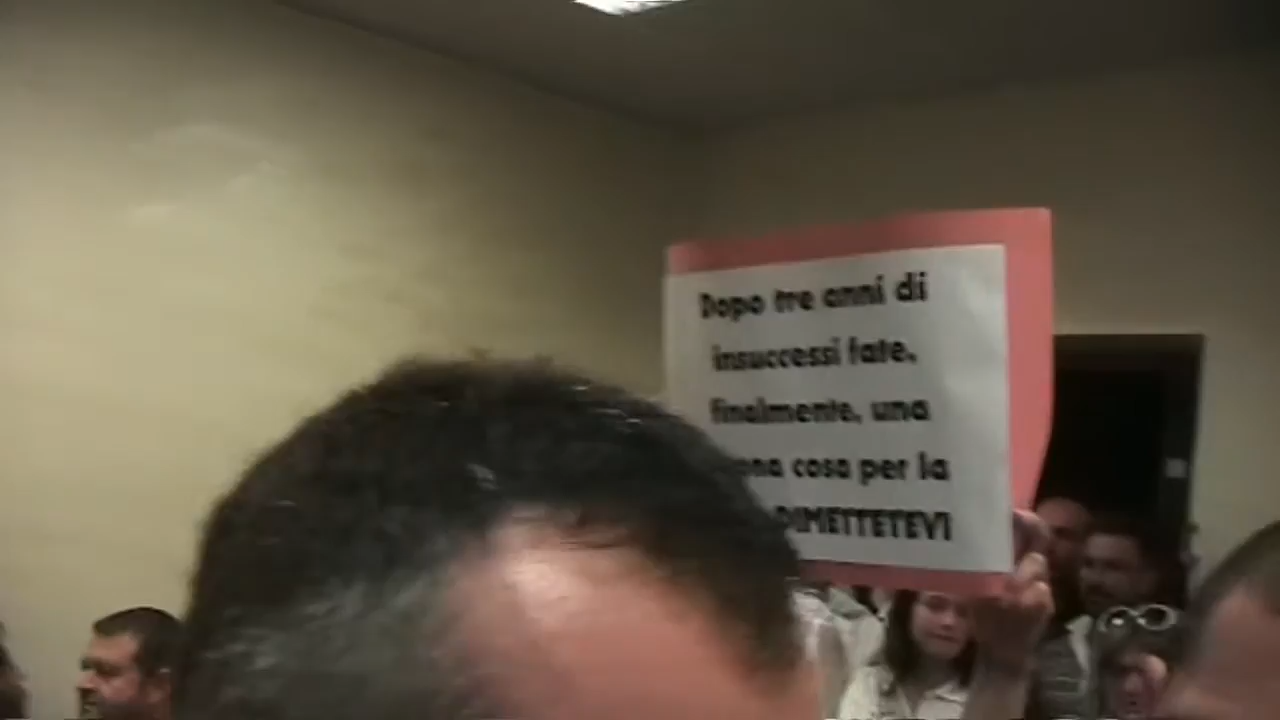 Dopo tre anni di
insuccessi fate,
finalmente, una
cosa per la
DIMETTETEVI